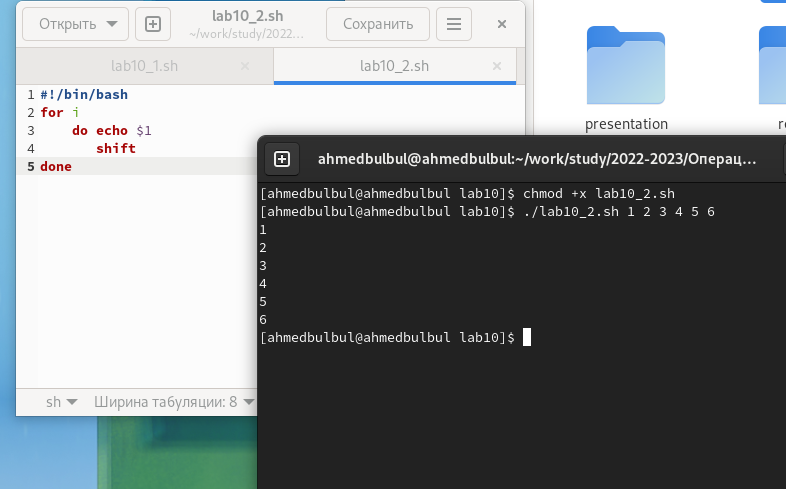 Открыть
lab10_2.sh
~/work/study/2022…
Сохранить
lab10_1.sh
lab10_2.sh
1 #!/bin/bash
2 for i
3     do echo $1
4        shift
5 done
sh
Ширина табуляции: 8
presentation
ahmedbulbul@ahmedbulbul:~/work/study/2022-2023/Операц…
[ahmedbulbul@ahmedbulbul lab10]$ chmod +x lab10_2.sh
[ahmedbulbul@ahmedbulbul lab10]$ ./lab10_2.sh 1 2 3 4 5 6
1
2
3
4
5
6
[ahmedbulbul@ahmedbulbul lab10]$